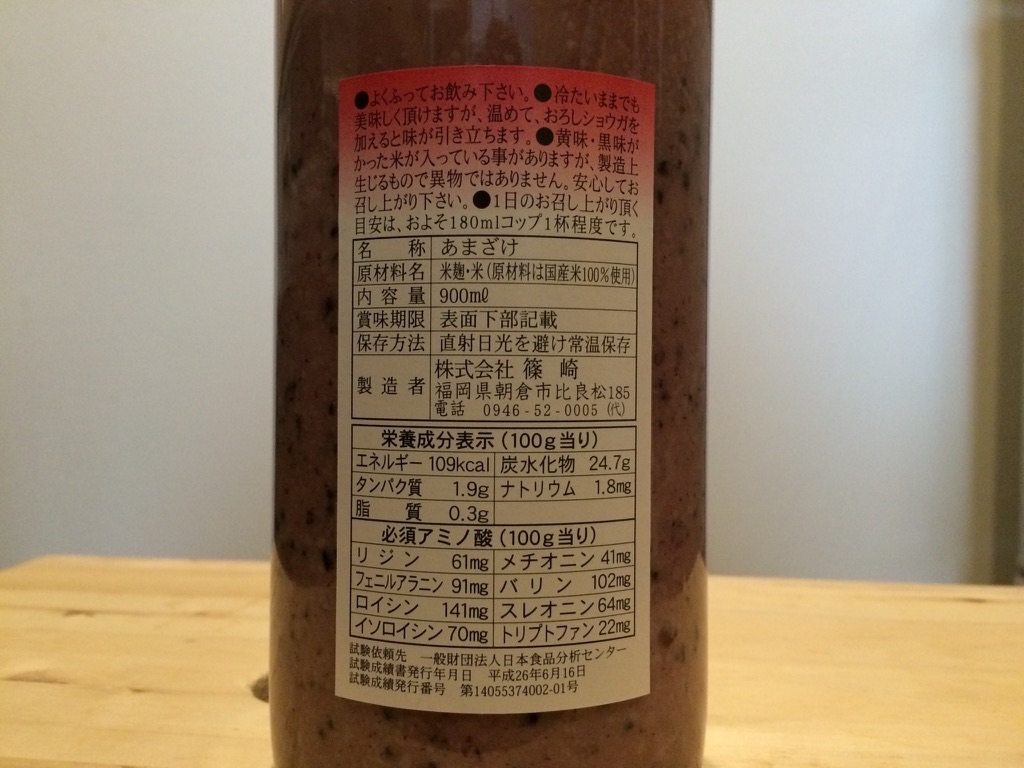 ●よくふってお飲み下さい。●冷たいままでも
美味しく頂けますが、温めて、おろしショウガを
加えると味が引き立ちます。●黄味・黒味が
かった米が入っている事がありますが、製造上
生じるもので異物ではありません。安心してお
召し上がり下さい。●1日のお召し上がり頂く
目安は、およそ180mlコップ1杯程度です。
名 称 あまざけ
原材料名 米麹・米(原材料は国産米100%使用)
内容量 900ml
賞味期限 表面下部記載
保存方法 直射日光を避け常温保存
製造者 株式会社 篠崎
福岡県朝倉市比良松185
電話 0946-52-0005 (代)
栄養成分表示(100g当り)
エネルギー 109kcal 炭水化物 24.7g
タンパク質 1.9g ナトリウム 1.8mg
脂 質 0.3g
必須アミノ酸(100g当り)
リジン 61mg メチオニン 41mg
フェニルアラニン 91mg バリン 102mg
ロイシン 141mg スレオニン 64mg
イソロイシン 70mg トリプトファン 22mg
試験依頼先 一般財団法人日本食品分析センター
試験成績書発行年月日 平成26年6月16日
試験成績発行番号 第14055374002-01号